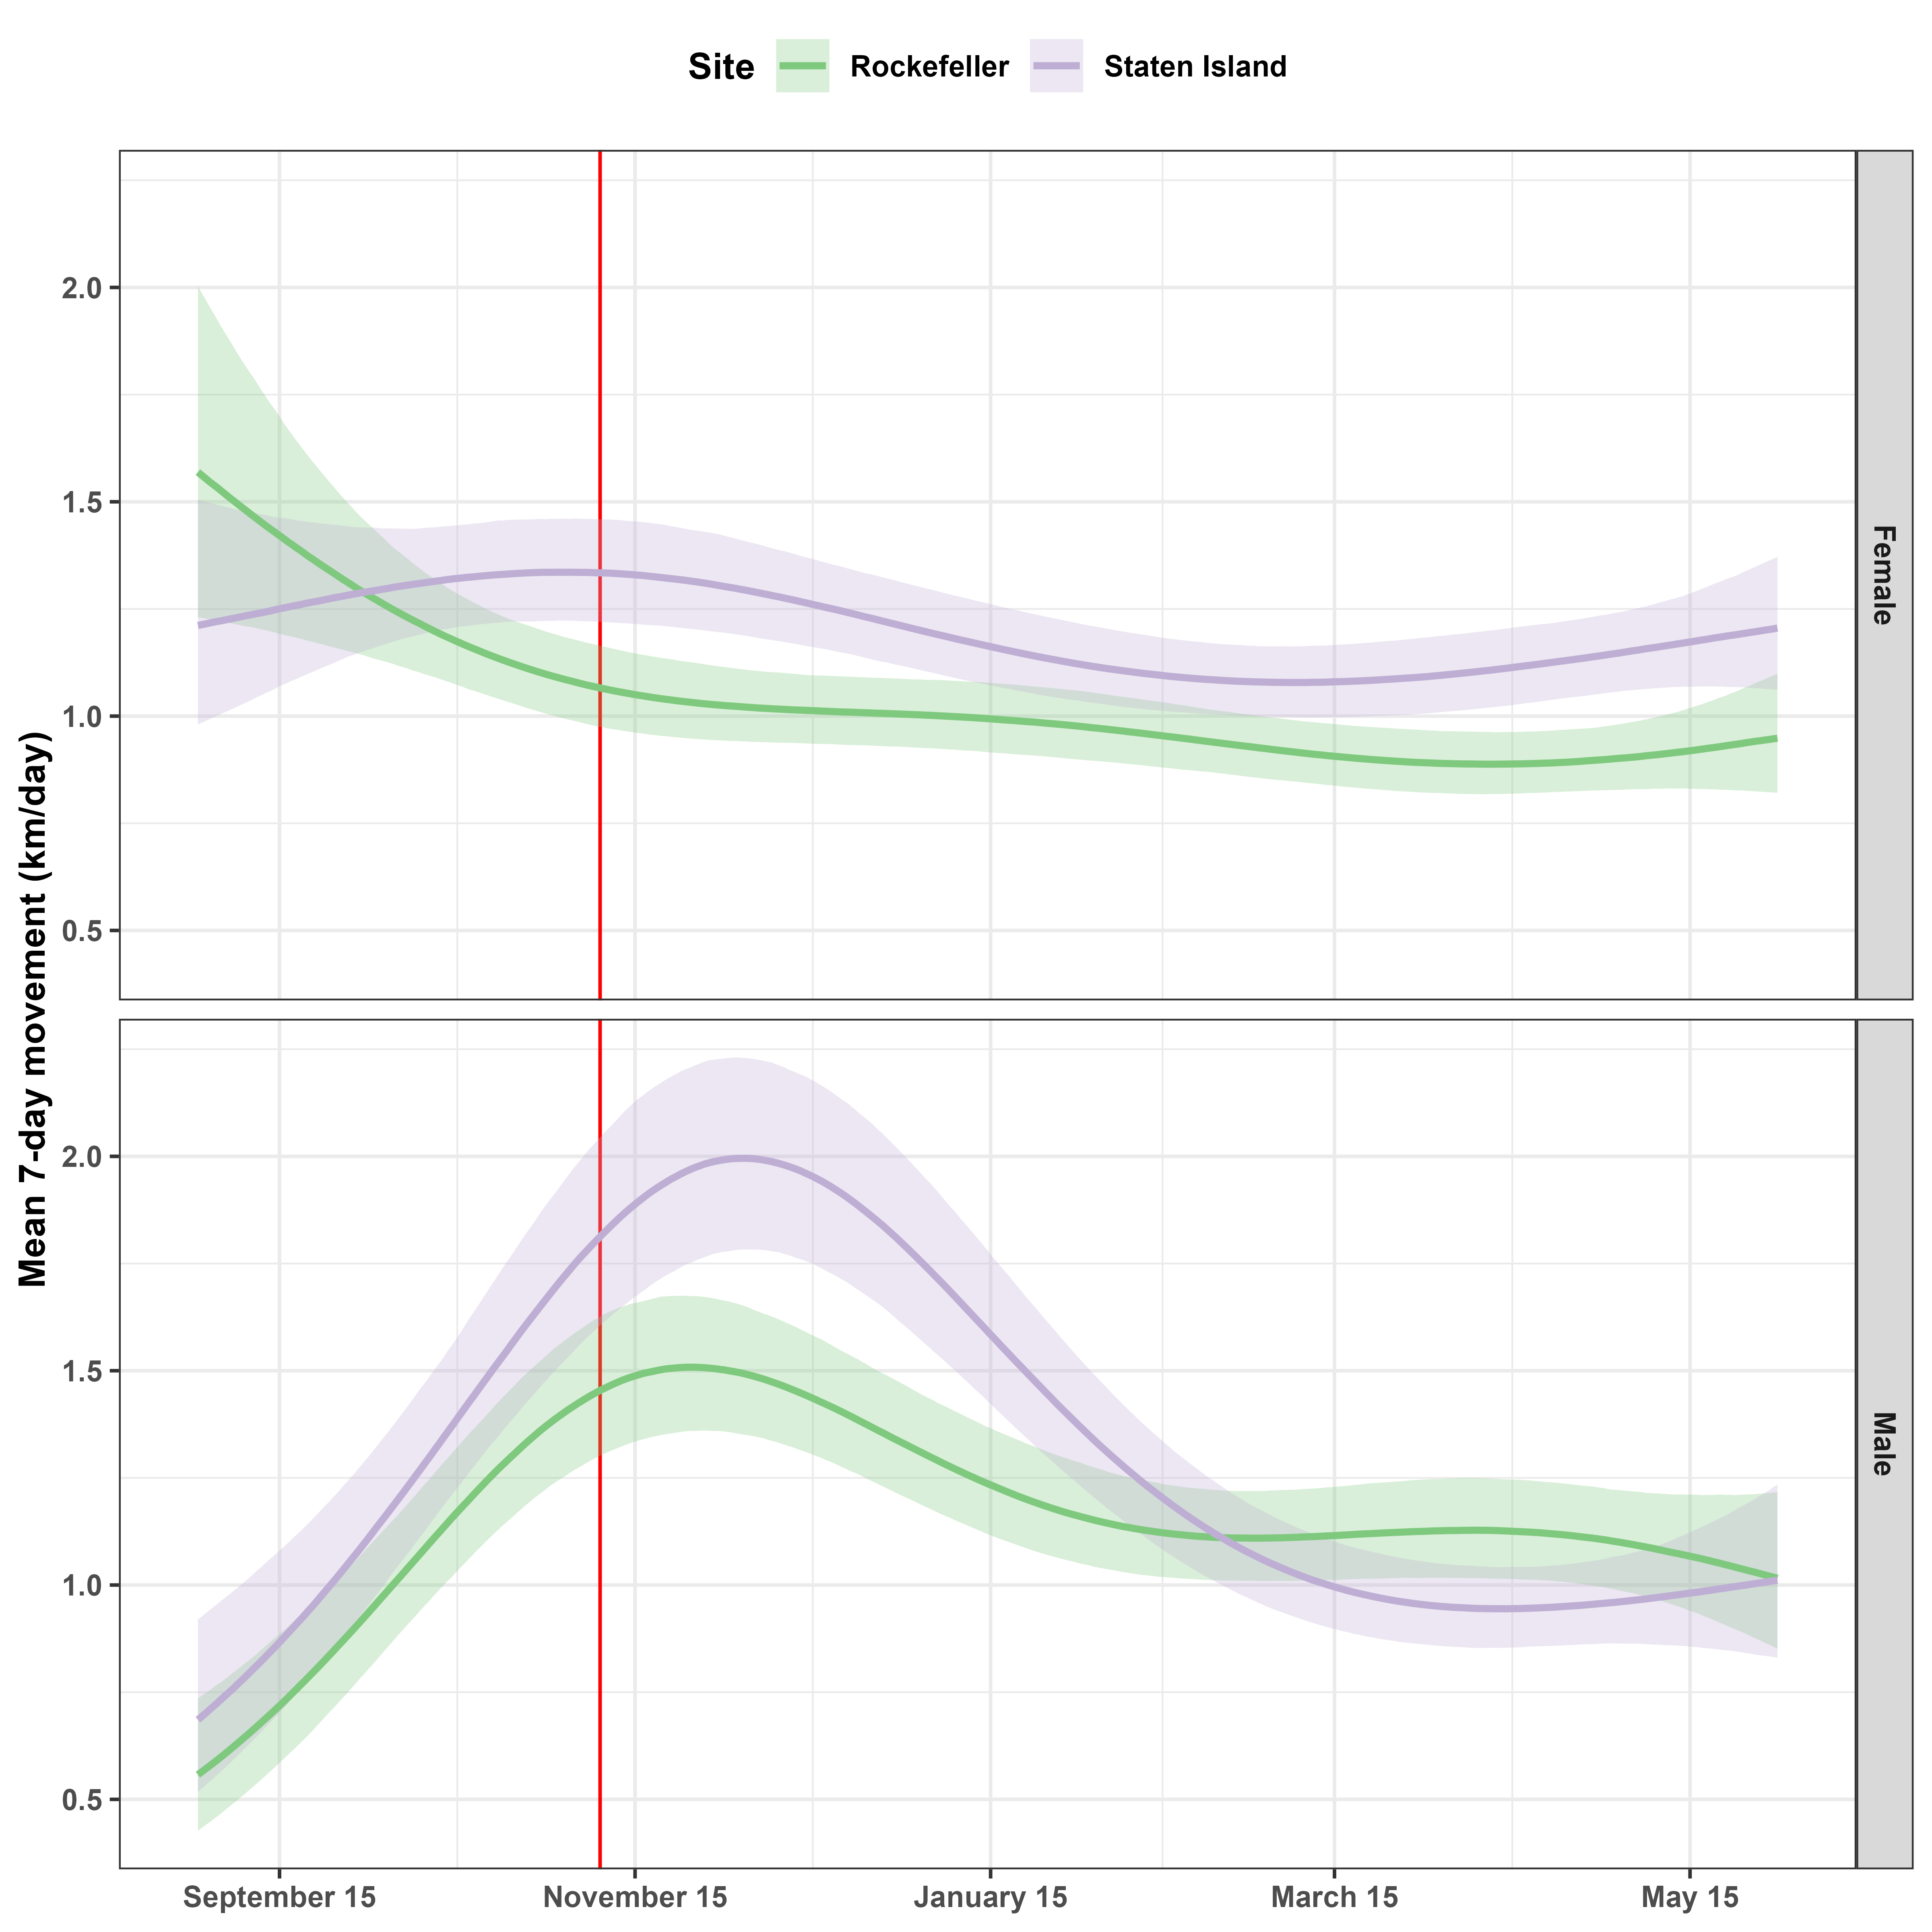 Site Rockefeller Staten Island
Mean 7-day movement (km/day)
2.0
1.5
1.0
0.5
Female
2.0
1.5
1.0
0.5
Male
September 15 November 15 January 15 March 15 May 15